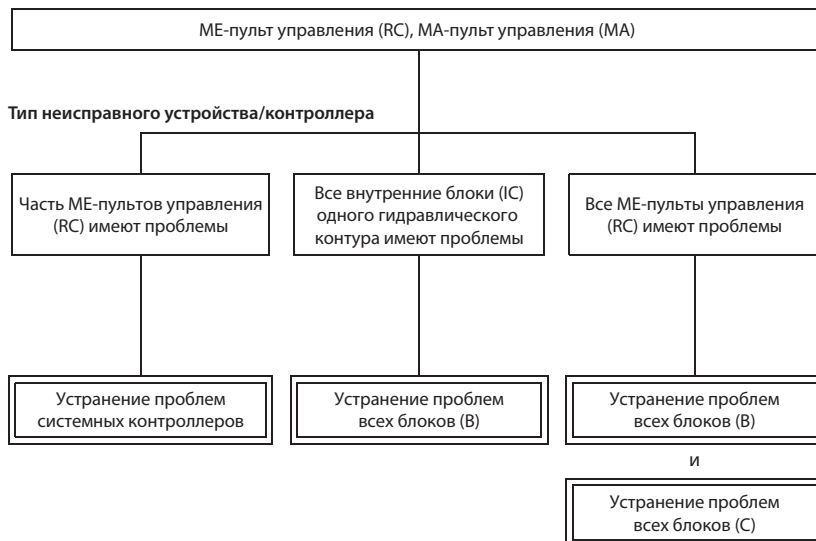 МЕ-пульт управления (RC), МА-пульт управления (МА)
Тип неисправного устройства/контроллера
Часть МЕ-пультов управления
(RC) имеют проблемы
Все внутренние блоки (IC)
одного гидравлического
контура имеют проблемы
Все МЕ-пульты управления
(RC) имеют проблемы
Устранение проблем
системных контроллеров
Устранение проблем
всех блоков (В)
Устранение проблем
всех блоков (В)
и
Устранение проблем
всех блоков (С)